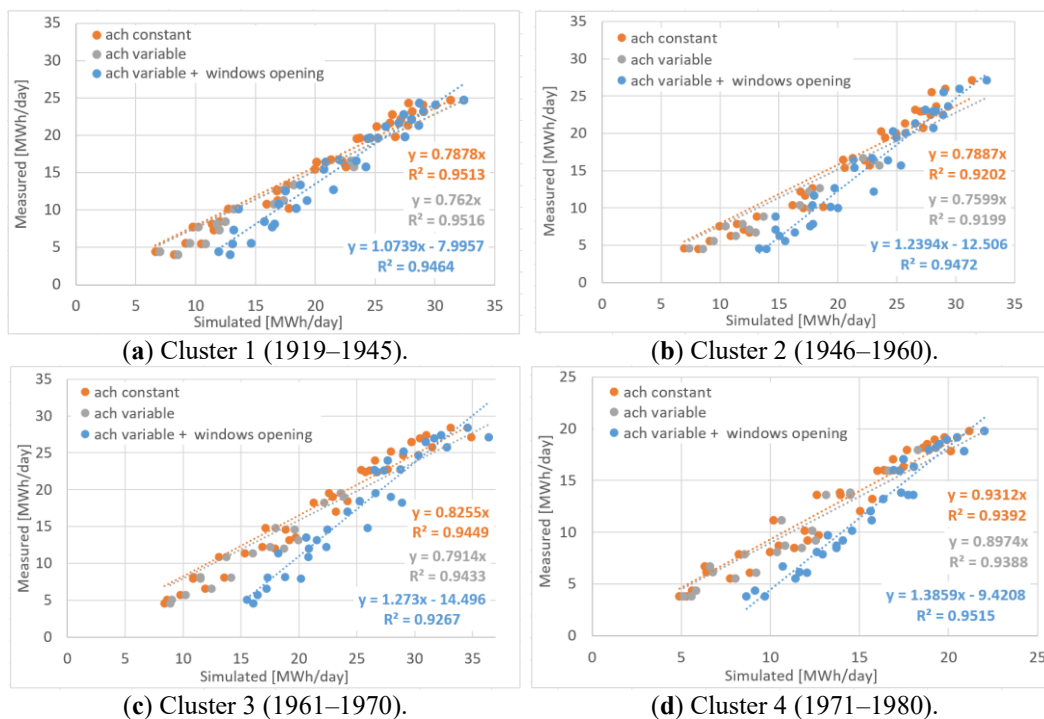 ach constant
ach variable
ach variable + windows opening
Measured [MWh/day]
35
30
25
20
15
10
5
0
y = 0.7878x
R² = 0.9513
y = 0.762x
R² = 0.9516
y = 1.0739x - 7.9957
R² = 0.9464
0 5 10 15 20 25 30 35
Simulated [MWh/day]
(a) Cluster 1 (1919–1945).
ach constant
ach variable
ach variable + windows opening
Measured [MWh/day]
35
30
25
20
15
10
5
0
y = 0.7887x
R² = 0.9202
y = 0.7599x
R² = 0.9199
y = 1.2394x - 12.506
R² = 0.9472
0 5 10 15 20 25 30 35
Simulated [MWh/day]
(b) Cluster 2 (1946–1960).
ach constant
ach variable
ach variable + windows opening
Measured [MWh/day]
35
30
25
20
15
10
5
0
y = 0.8255x
R² = 0.9449
y = 0.7914x
R² = 0.9433
y = 1.273x - 14.496
R² = 0.9267
0 5 10 15 20 25 30 35
Simulated [MWh/day]
(c) Cluster 3 (1961–1970).
ach constant
ach variable
ach variable + windows opening
Measured [MWh/day]
25
20
15
10
5
0
y = 0.9312x
R² = 0.9392
y = 0.8974x
R² = 0.9388
y = 1.3859x - 9.4208
R² = 0.9515
0 5 10 15 20 25
Simulated [MWh/day]
(d) Cluster 4 (1971–1980).